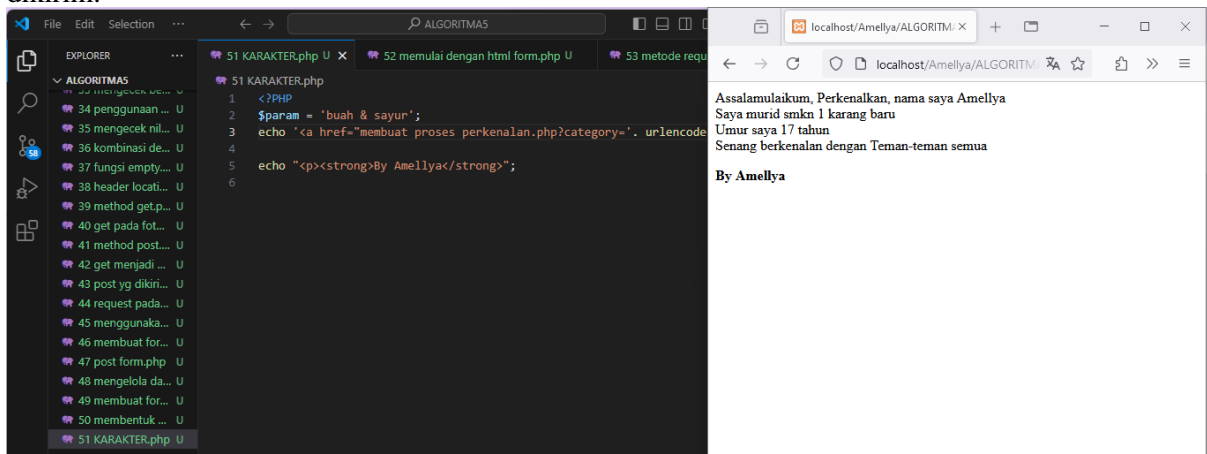 File Edit Selection ··· ALGORITMA5
EXPLORER ···
ALGORITMA5
34 penggunaan ... U
35 mengecek nil... U
36 kombinasi de... U
37 fungsi empty.... U
38 header locati... U
39 method get.p... U
40 get pada fot... U
41 method post.... U
42 get menjadi ... U
43 post yg dikiri... U
44 request pada... U
45 menggunaka... U
46 membuat for... U
47 post form.php U
48 mengelola da... U
49 membuat for... U
50 membentuk ... U
51 KARAKTER.php U
58
51 KARAKTER.php U 52 memulai dengan html form.php U 53 metode requ
51 KARAKTER.php
1 <?PHP
2 $param = 'buah & sayur';
3 echo '<a href="membuat proses perkenalan.php?category='. urlencode
4
5 echo "<p><strong>By Amellya</strong>";
6
localhost/Amellya/ALGORITMA
localhost/Amellya/ALGORITM
Assalamulaikum, Perkenalkan, nama saya Amellya
Saya murid smkn 1 karang baru
Umur saya 17 tahun
Senang berkenalan dengan Teman-teman semua
By Amellya